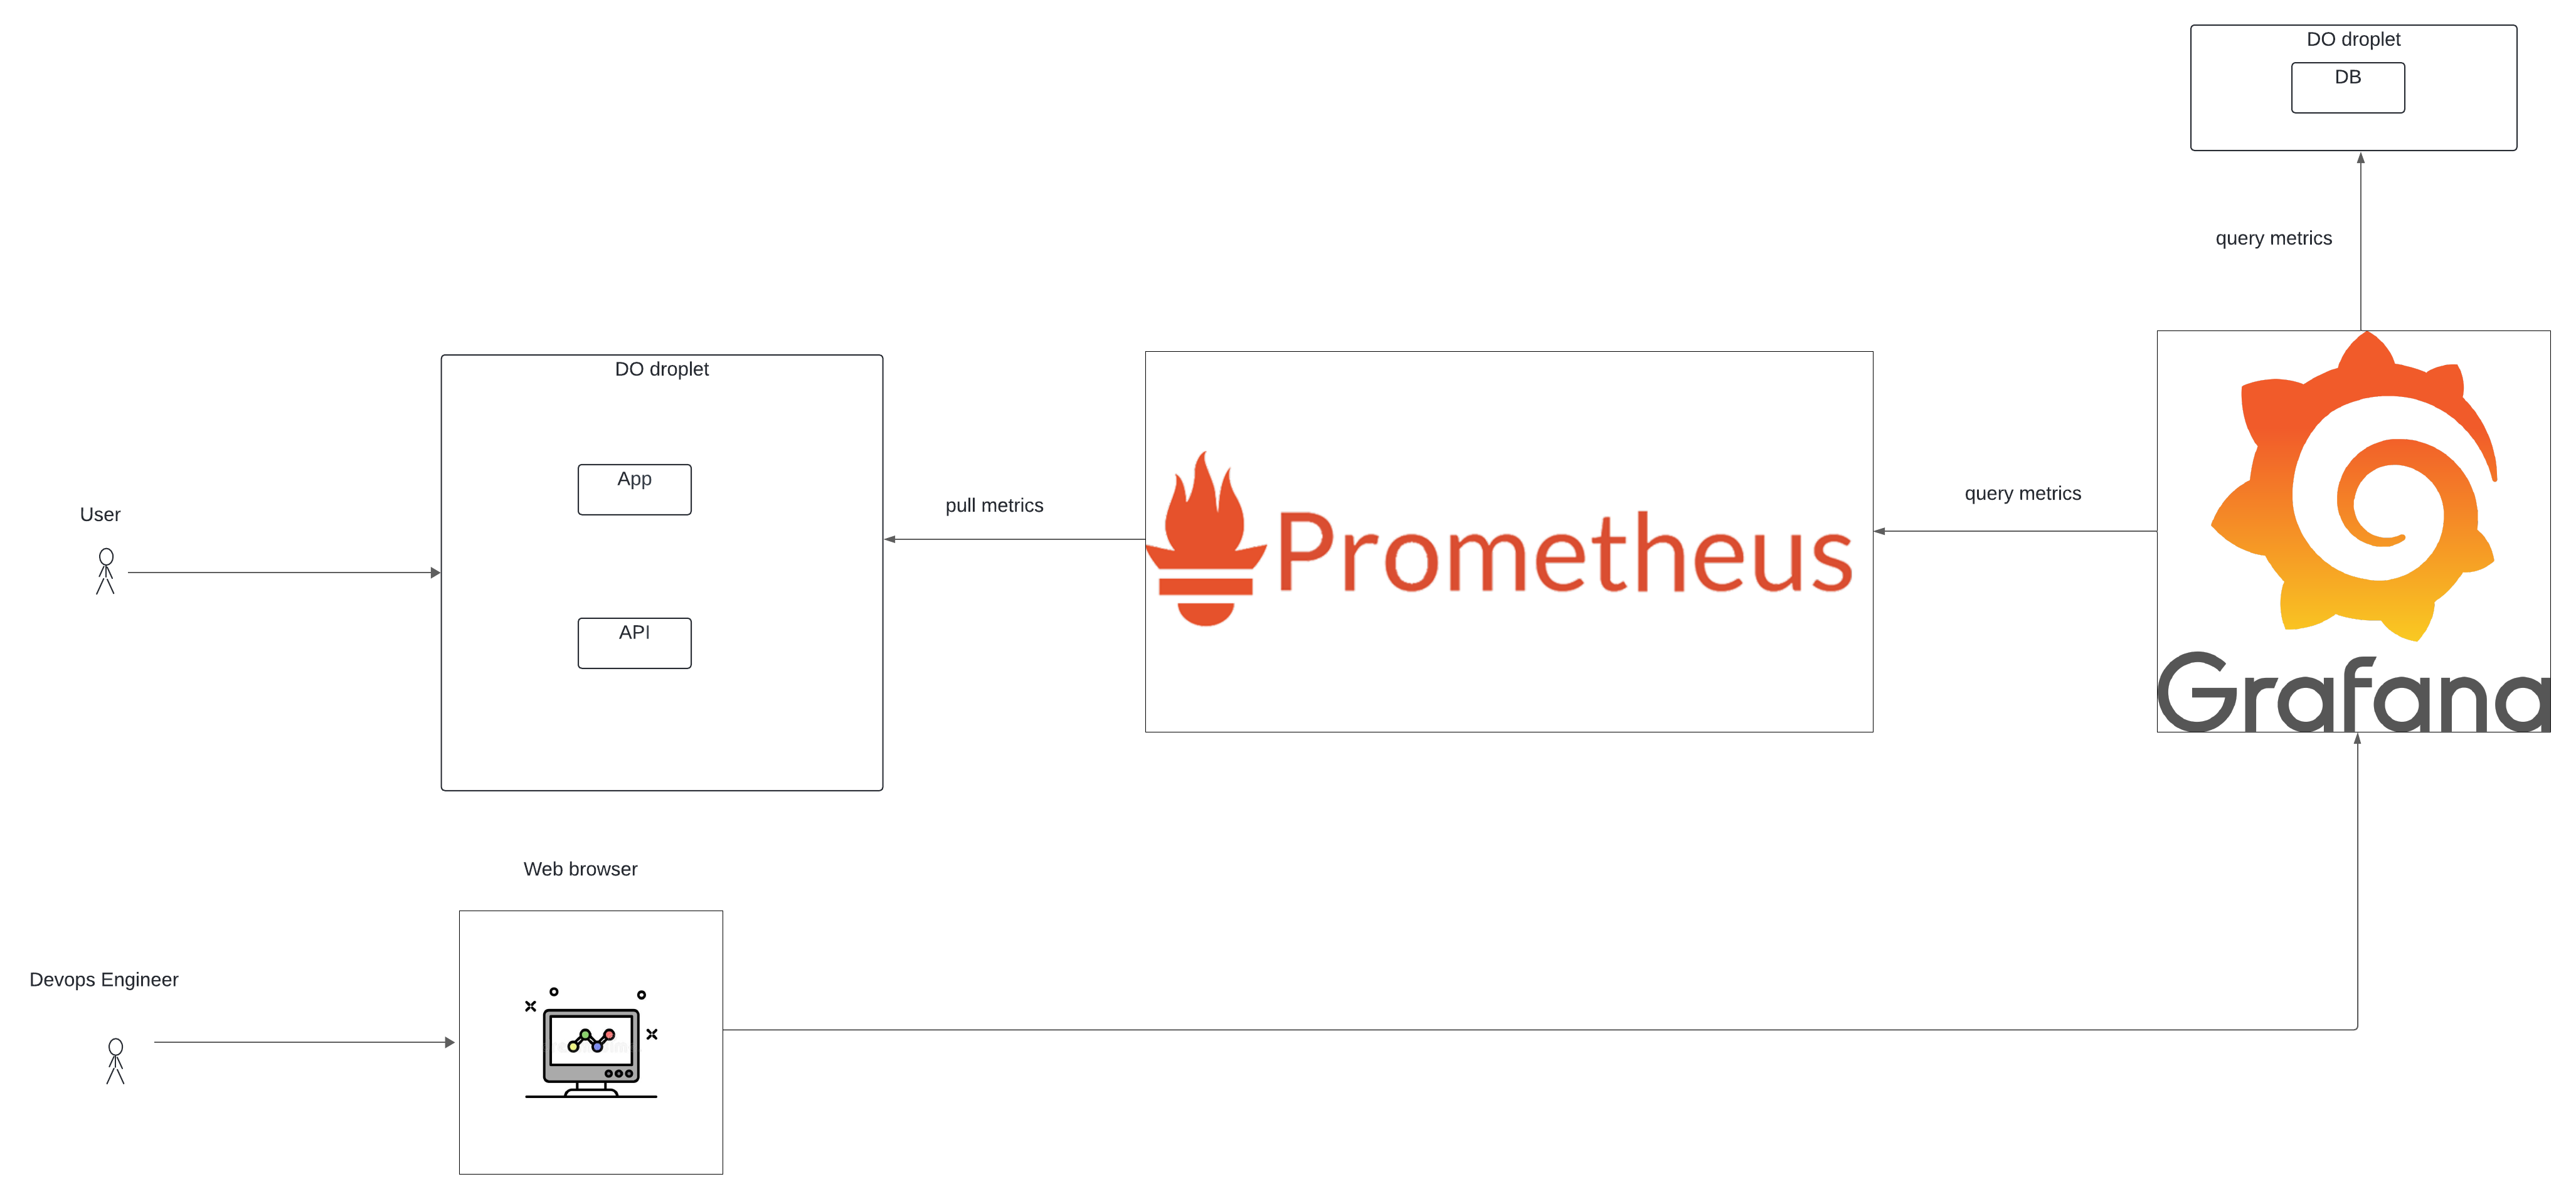 DO droplet
DB
query metrics
DO droplet
App
API
User
pull metrics
Prometheus
query metrics
Grafana
Web browser
Devops Engineer